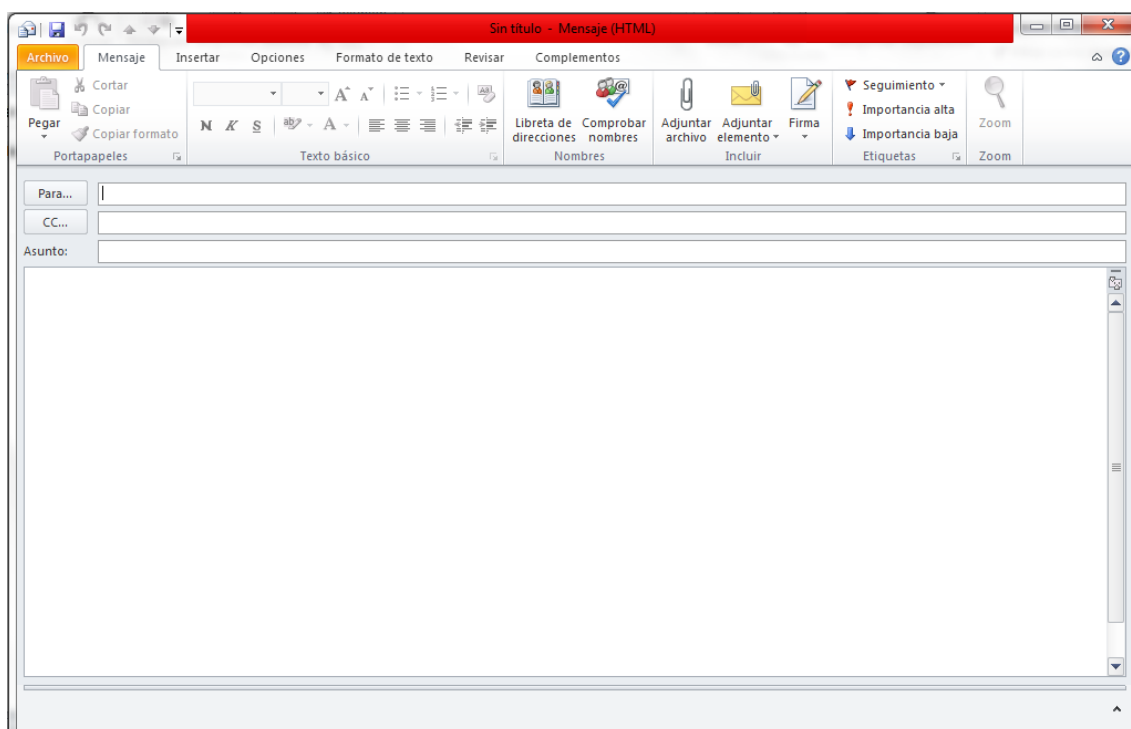 Sin título - Mensaje (HTML)
Archivo Mensaje Insertar Opciones Formato de texto Revisar Complementos
Pegar
Cortar
Copiar
Copiar formato
Portapapeles
N K S
Texto básico
Libreta de direcciones
Comprobar nombres
Nombres
Adjuntar archivo
Adjuntar elemento
Firma
Incluir
Seguimiento
Importancia alta
Importancia baja
Etiquetas
Zoom
Zoom
Para...
CC...
Asunto: